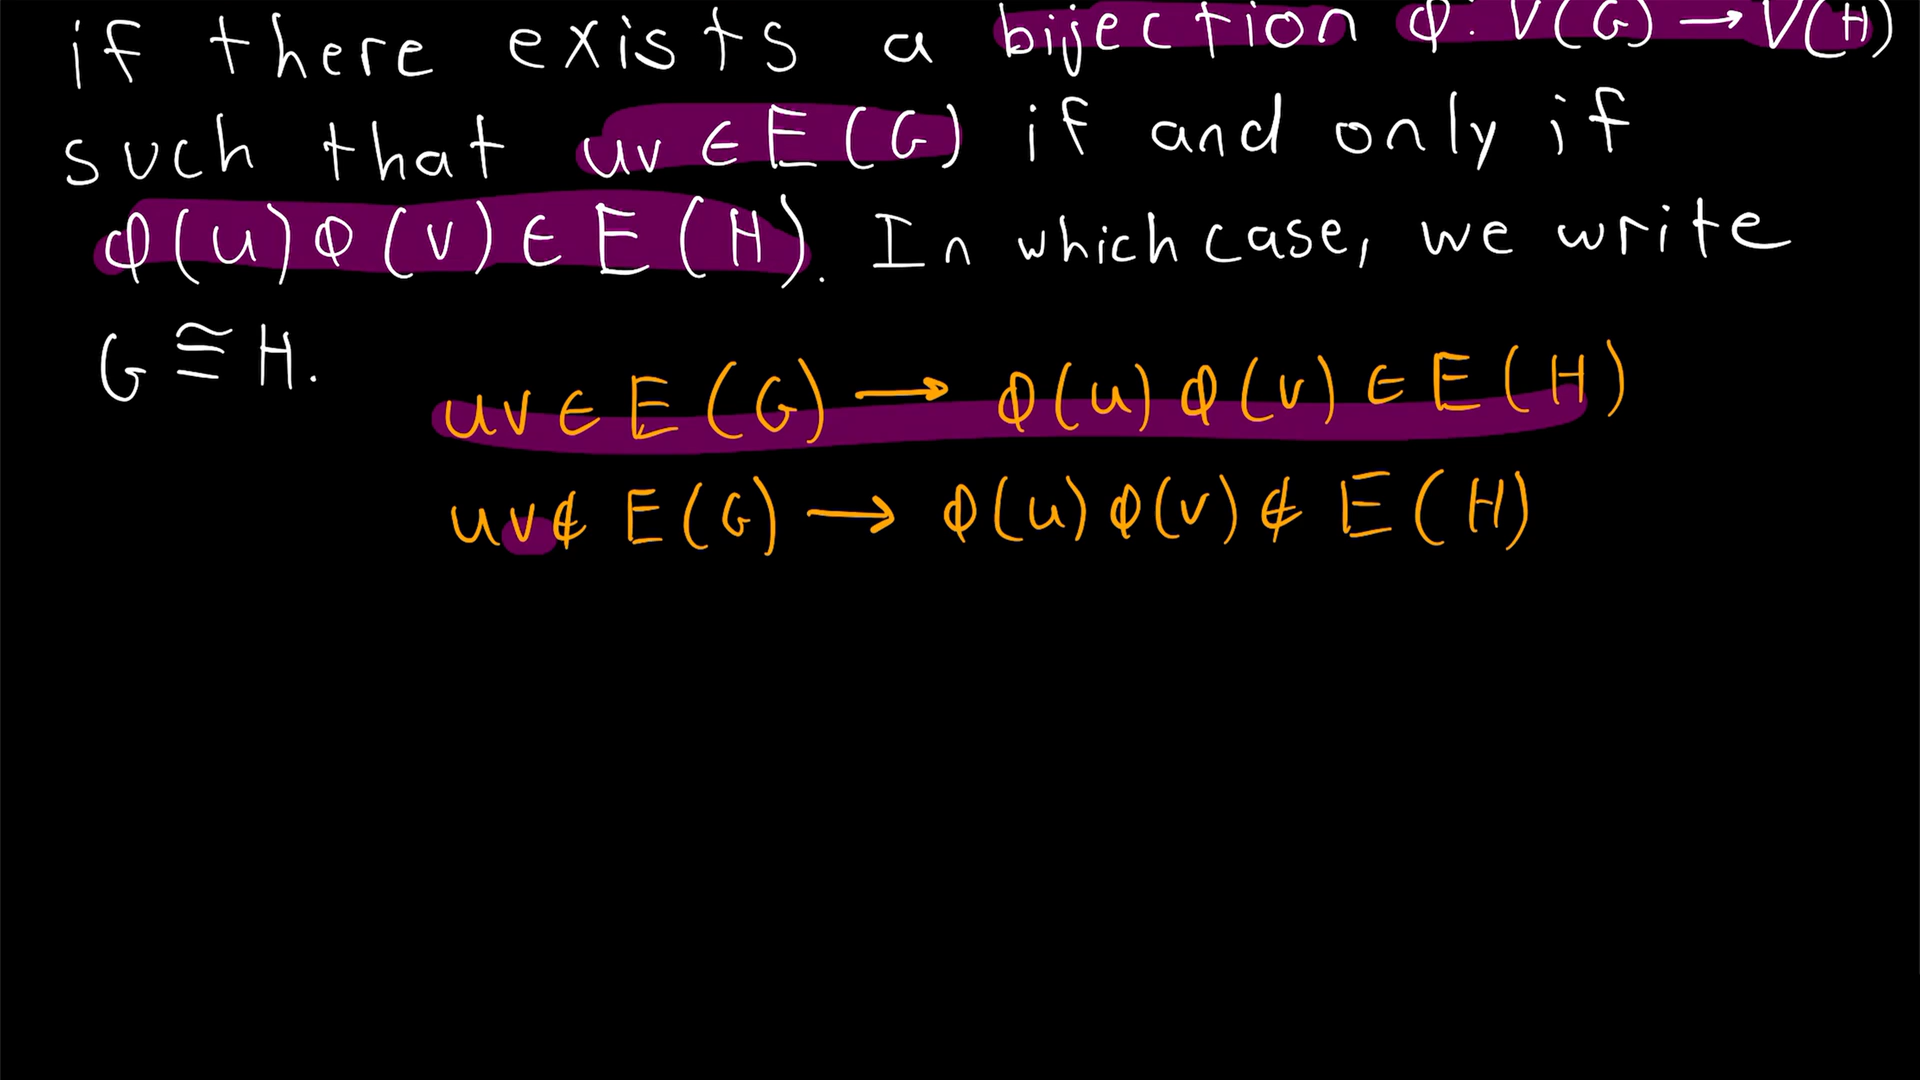 if there exists a bijection φ: V(G) → V(H)
such that uv ∈ E(G) if and only if
φ(u)φ(v) ∈ E(H). In which case, we write
G ≅ H.
uv ∈ E(G) → φ(u)φ(v) ∈ E(H)
uv ∉ E(G) → φ(u)φ(v) ∉ E(H)